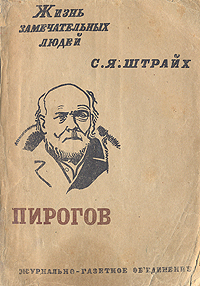 Жизнь
замечательных
людей
С.Я. ШТРАЙХ
ПИРОГОВ
ЖУРНАЛЬНО-ГАЗЕТНОЕ ОБЪЕДИНЕНИЕ